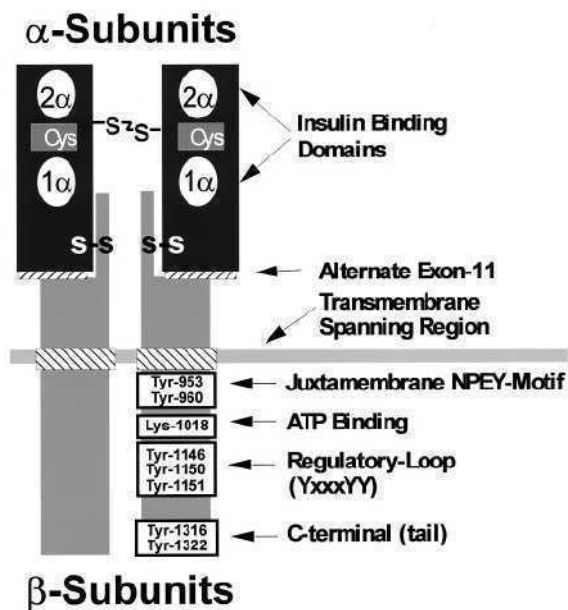 α-Subunits
2α
2α
S
S
Cys
Cys
Insulin Binding
Domains
1α
1α
S-S
S-S
Alternate Exon-11
Transmembrane
Spanning Region
Tyr-953
Tyr-960
Juxtamembrane NPEY-Motif
Lys-1018
ATP Binding
Tyr-1146
Tyr-1150
Tyr-1151
Regulatory-Loop
(YxxxYY)
Tyr-1316
Tyr-1322
C-terminal (tail)
β-Subunits